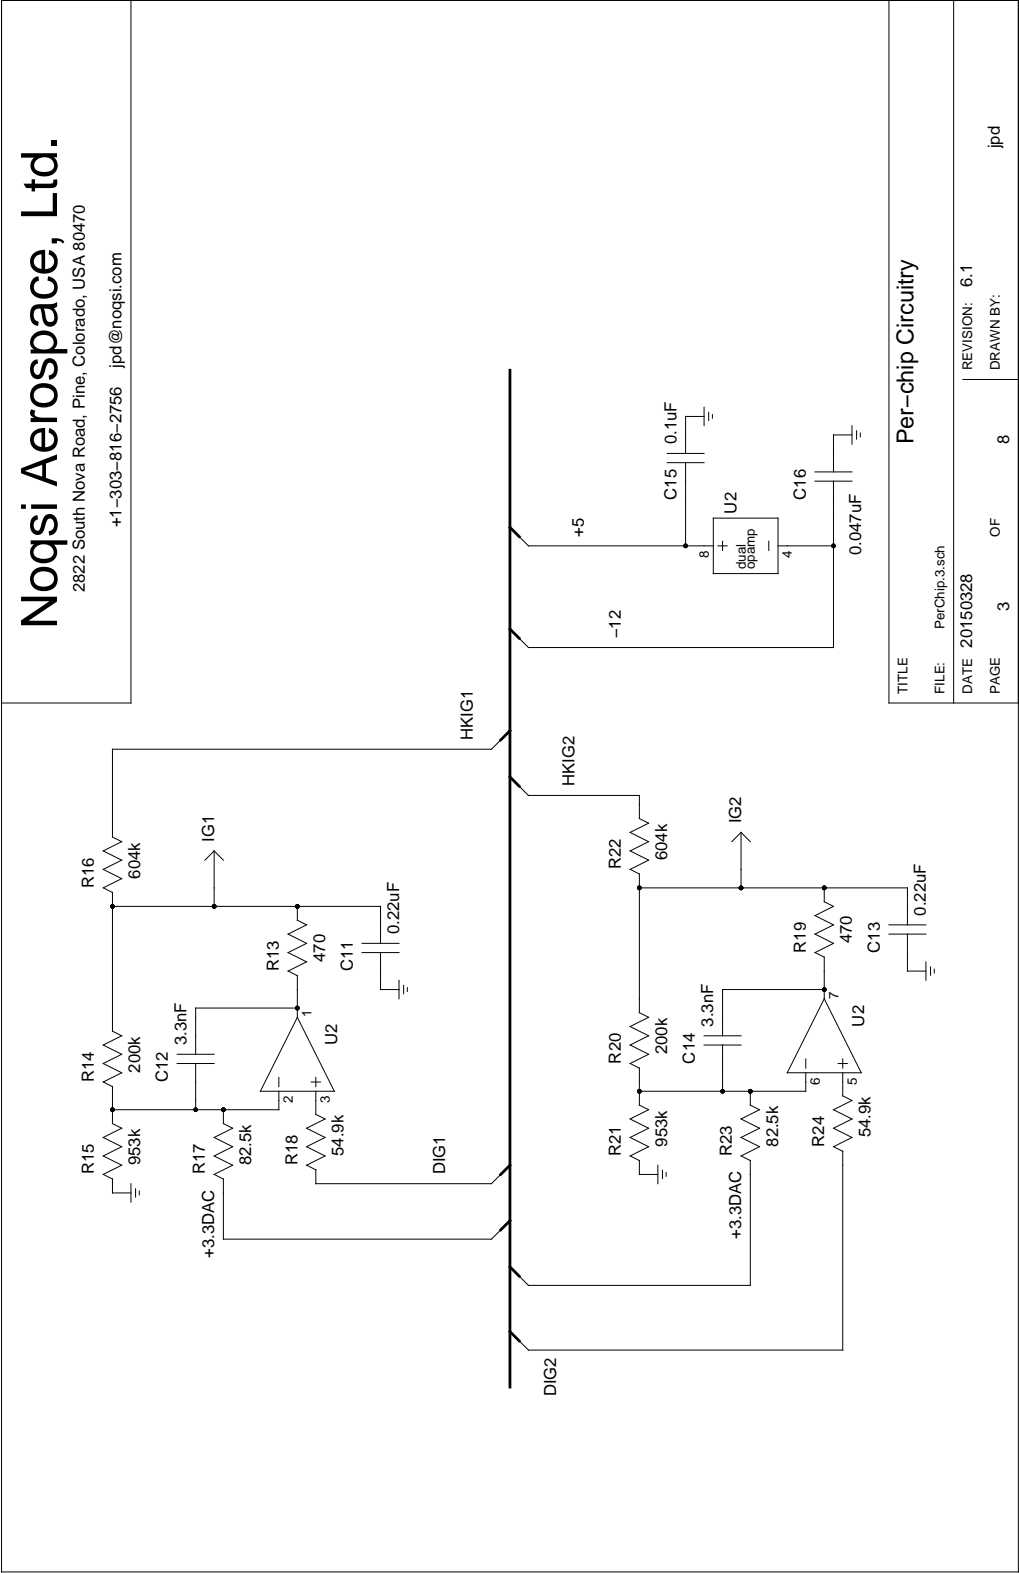 Noqsi Aerospace, Ltd.
2822 South Nova Road, Pine, Colorado, USA 80470
+1−303−816−2756 jpd@noqsi.com
R15
953k
R14
200k
R16
604k
C12
3.3nF
IG1
HKIG1
R17
82.5k
+3.3DAC
R18
54.9k
2
3
1
U2
R13
470
C11
0.22uF
DIG1
DIG2
HKIG2
−12
+5
R21
953k
R20
200k
R22
604k
C14
3.3nF
IG2
R23
82.5k
+3.3DAC
R24
54.9k
6
5
7
U2
R19
470
C13
0.22uF
C15
0.1uF
U2
8
dual
opamp
4
C16
0.047uF
TITLE
Per−chip Circuitry
FILE: PerChip.3.sch
REVISION: 6.1
DATE 20150328
PAGE 3 OF 8
DRAWN BY: jpd